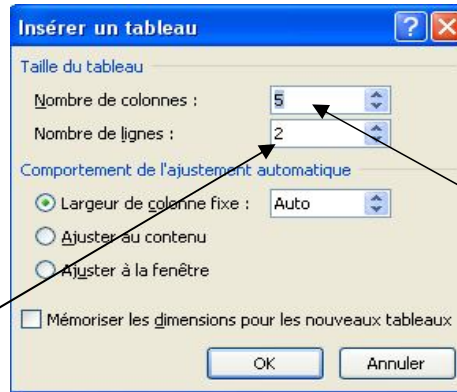 Insérer un tableau
Taille du tableau
Nombre de colonnes : 5
Nombre de lignes : 2
Comportement de l'ajustement automatique
Largeur de colonne fixe : Auto
Ajuster au contenu
Ajuster à la fenêtre
Mémoriser les dimensions pour les nouveaux tableaux
OK Annuler